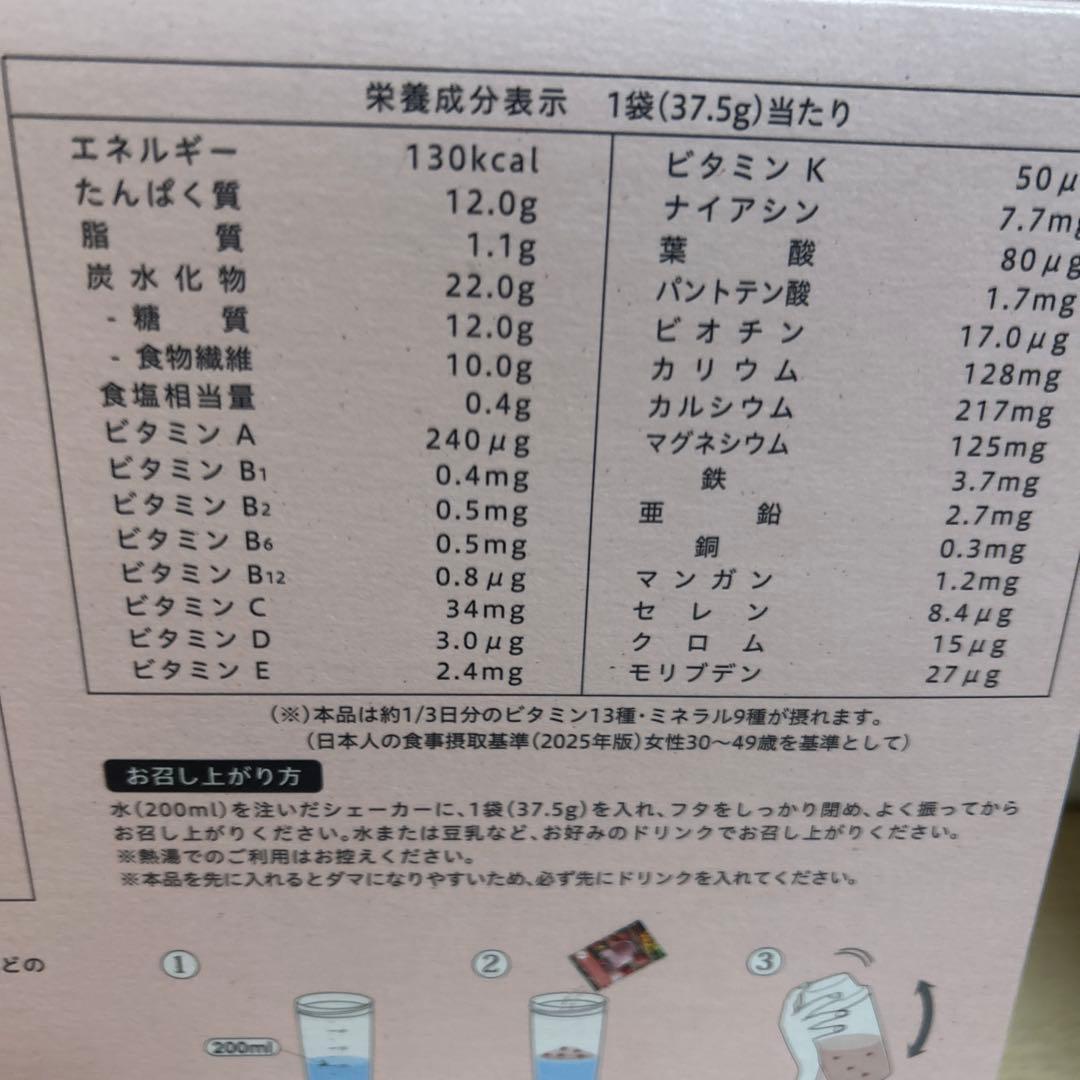 栄養成分表示 1袋(37.5g)当たり
エネルギー 130kcal
たんぱく質 12.0g
脂質 1.1g
炭水化物 22.0g
- 糖質 12.0g
- 食物繊維 10.0g
食塩相当量 0.4g
ビタミン A 240μg
ビタミン B1 0.4mg
ビタミン B2 0.5mg
ビタミン B6 0.5mg
ビタミン B12 0.8μg
ビタミン C 34mg
ビタミン D 3.0μg
ビタミン E 2.4mg
ビタミン K 50μ
ナイアシン 7.7mg
葉酸 80μg
パントテン酸 1.7mg
ビオチン 17.0μg
カリウム 128mg
カルシウム 217mg
マグネシウム 125mg
鉄 3.7mg
亜鉛 2.7mg
銅 0.3mg
マンガン 1.2mg
セレン 8.4μg
クロム 15μg
モリブデン 27μg
(※)本品は約1/3日分のビタミン13種・ミネラル9種が摂れます。
(日本人の食事摂取基準(2025年版)女性30〜49歳を基準として)
お召し上がり方
水(200ml)を注いだシェーカーに、1袋(37.5g)を入れ、フタをしっかり閉め、よく振ってから
お召し上がりください。水または豆乳など、お好みのドリンクでお召し上がりください。
※熱湯でのご利用はお控えください。
※本品を先に入れるとダマになりやすいため、必ず先にドリンクを入れてください。
どの
① ② ③
200ml